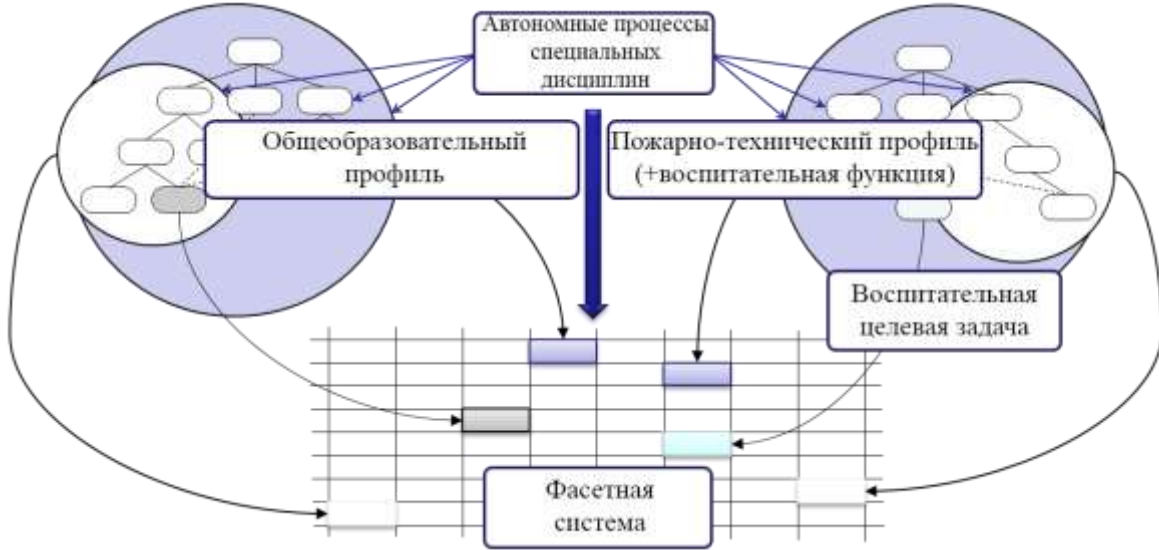 Автономные процессы
специальных
дисциплин
Общеобразовательный
профиль
Пожарно-технический профиль
(+воспитательная функция)
Воспитательная
целевая задача
Фасетная
система